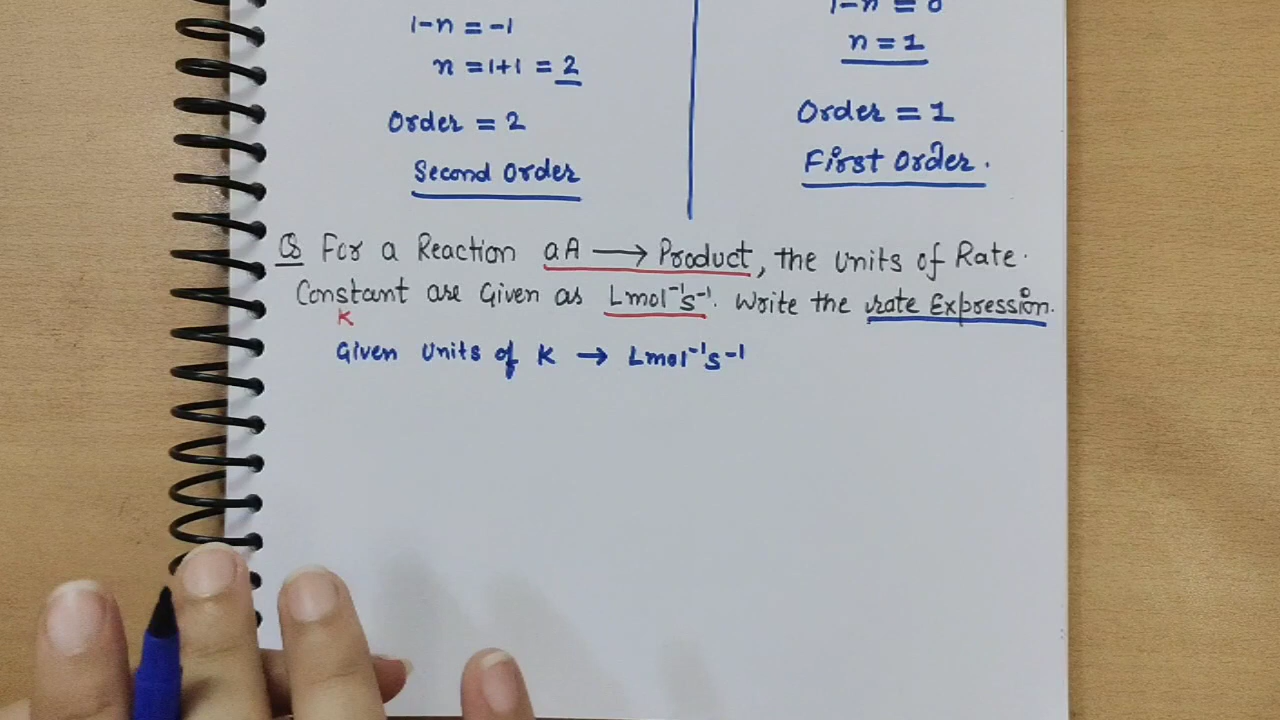 1-n = -1
n = 1+1 = 2
Order = 2
Second Order
1-n = 0
n = 1
Order = 1
First Order.
Q For a Reaction aA ⟶ Product, the units of Rate.
Constant are Given as Lmol⁻¹s⁻¹. Write the rate Expression.
K
Given Units of K → Lmol⁻¹s⁻¹